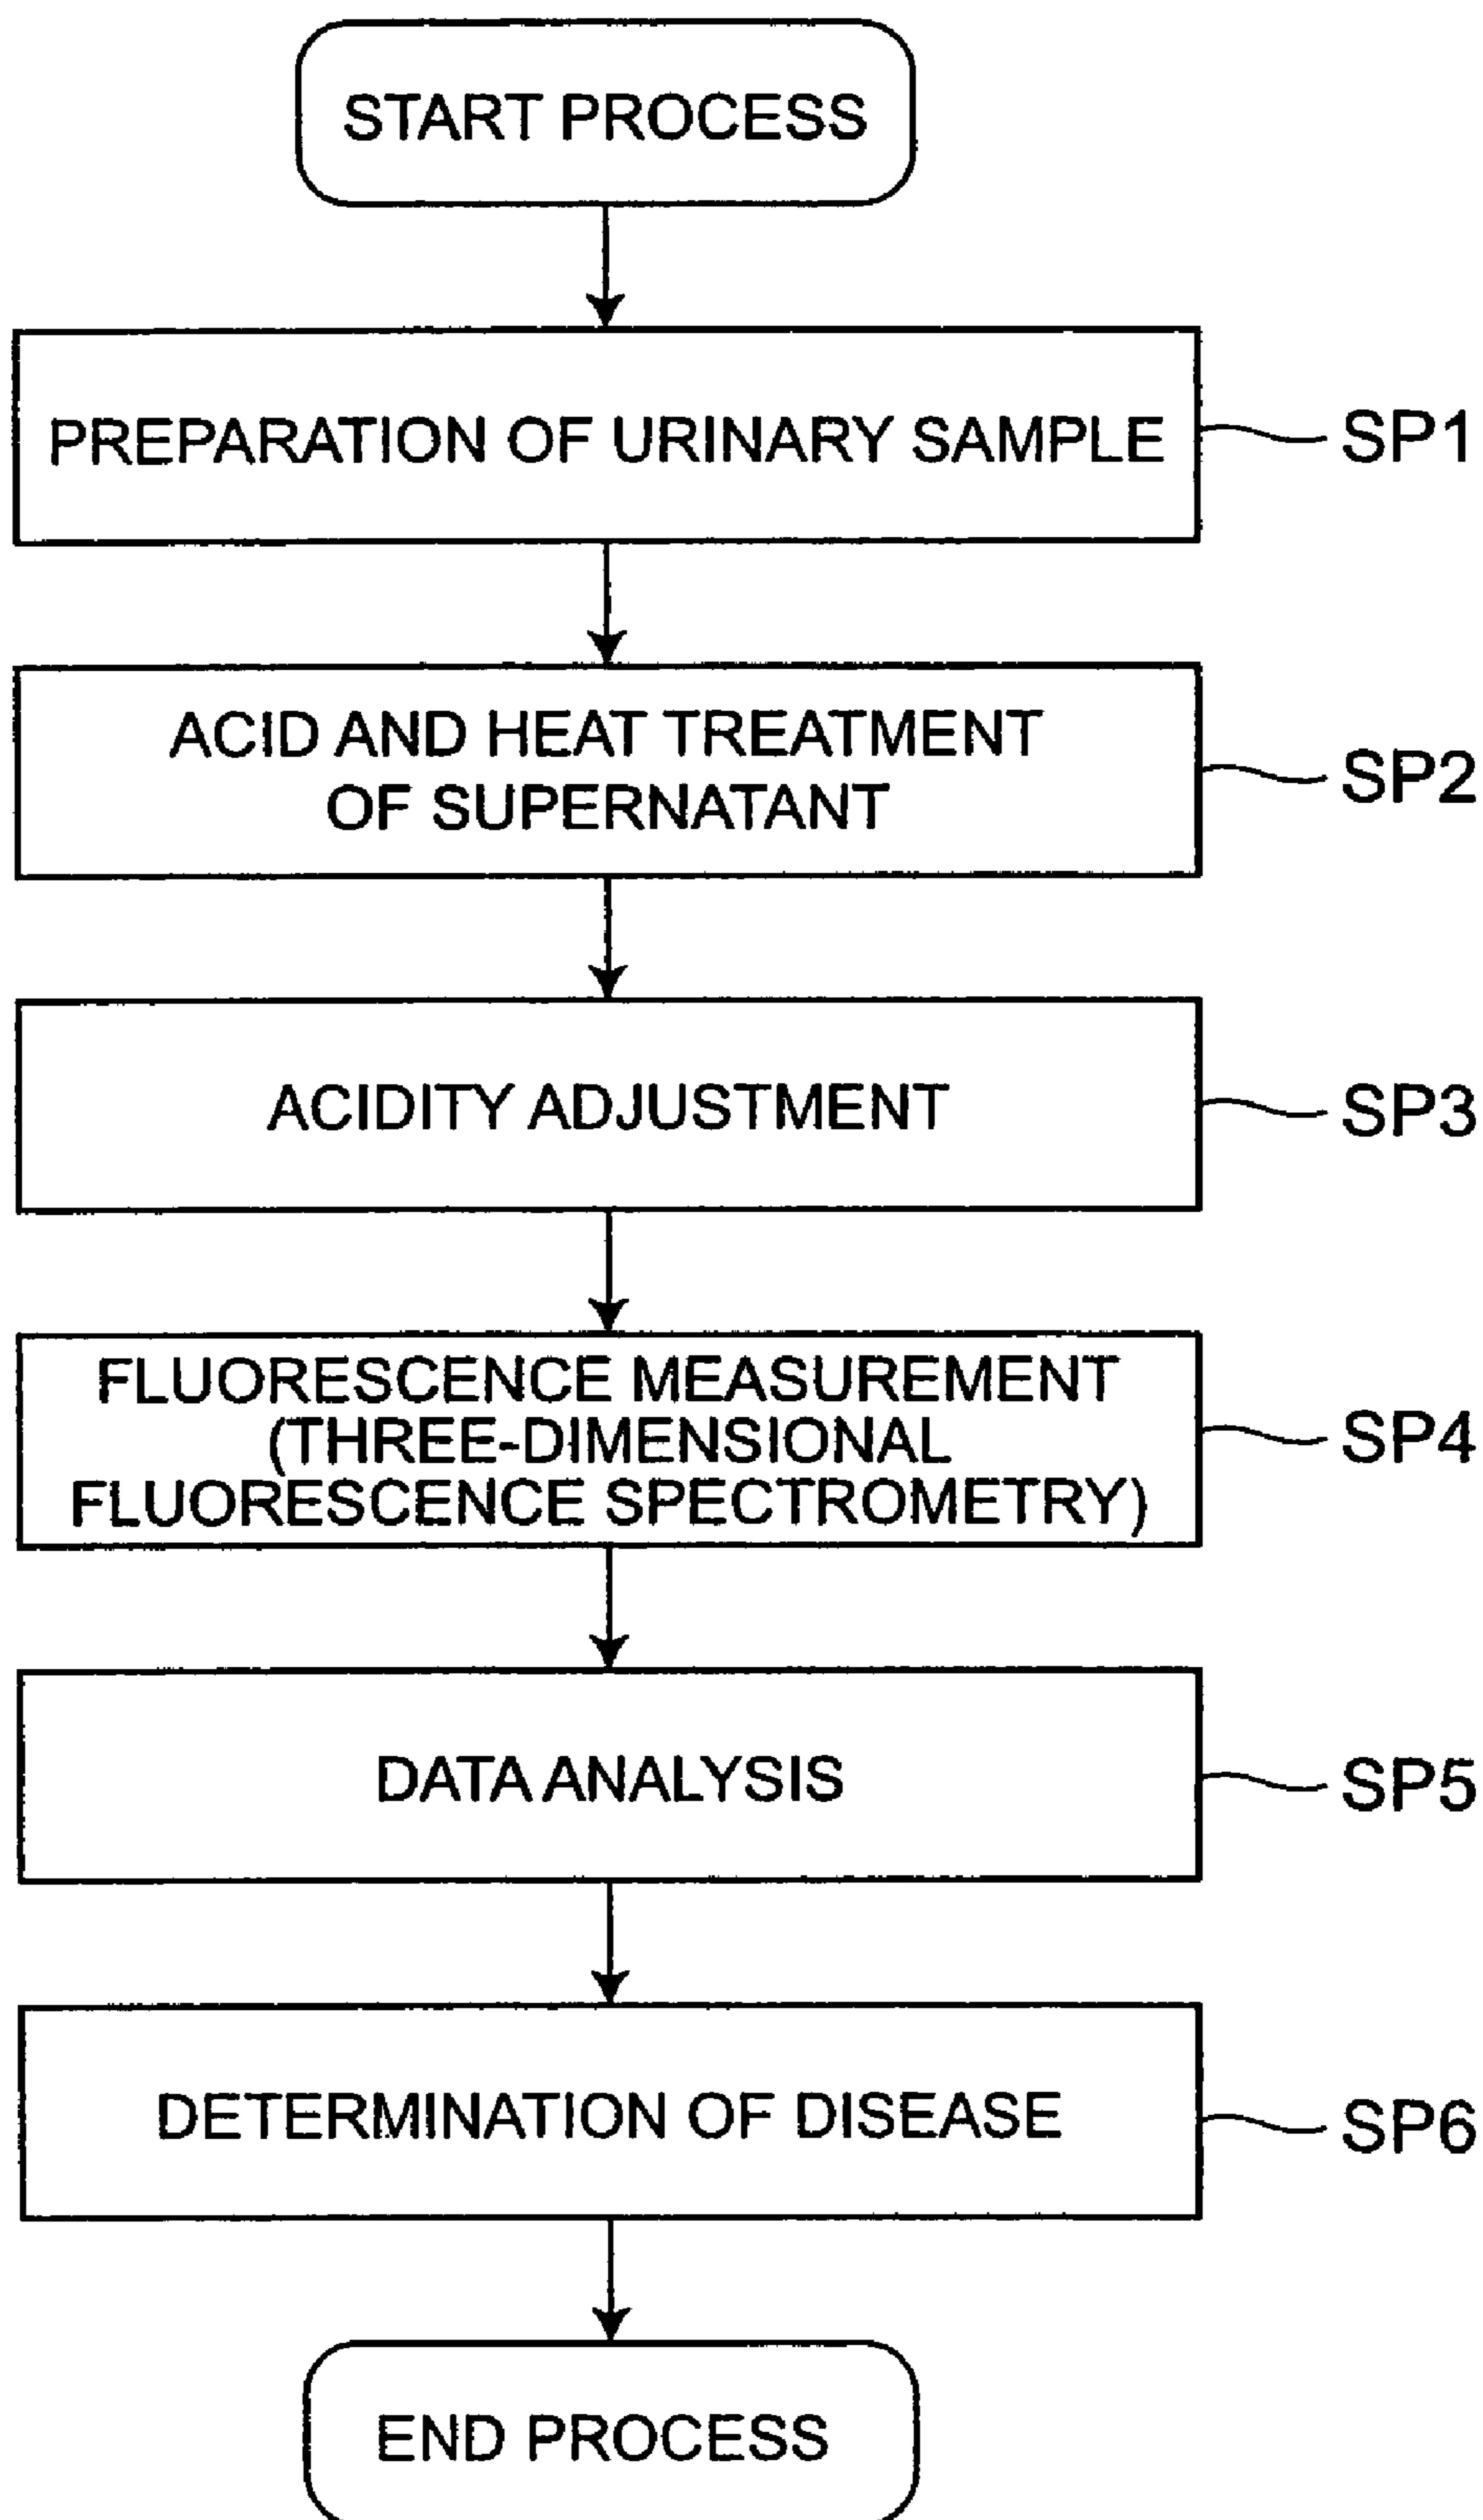 START PROCESS
PREPARATION OF URINARY SAMPLE
SP1
ACID AND HEAT TREATMENT
OF SUPERNATANT
SP2
ACIDITY ADJUSTMENT
SP3
FLUORESCENCE MEASUREMENT
(THREE-DIMENSIONAL
FLUORESCENCE SPECTROMETRY)
SP4
DATA ANALYSIS
SP5
DETERMINATION OF DISEASE
SP6
END PROCESS